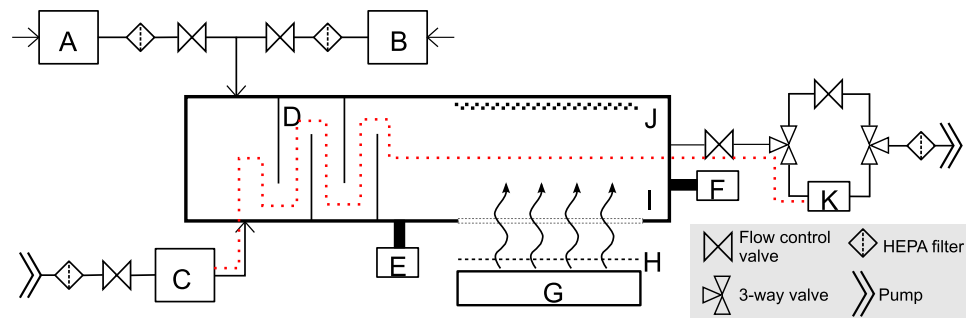 A
B
D
J
I
F
K
C
E
H
G
Flow control
valve
HEPA filter
3-way valve
Pump